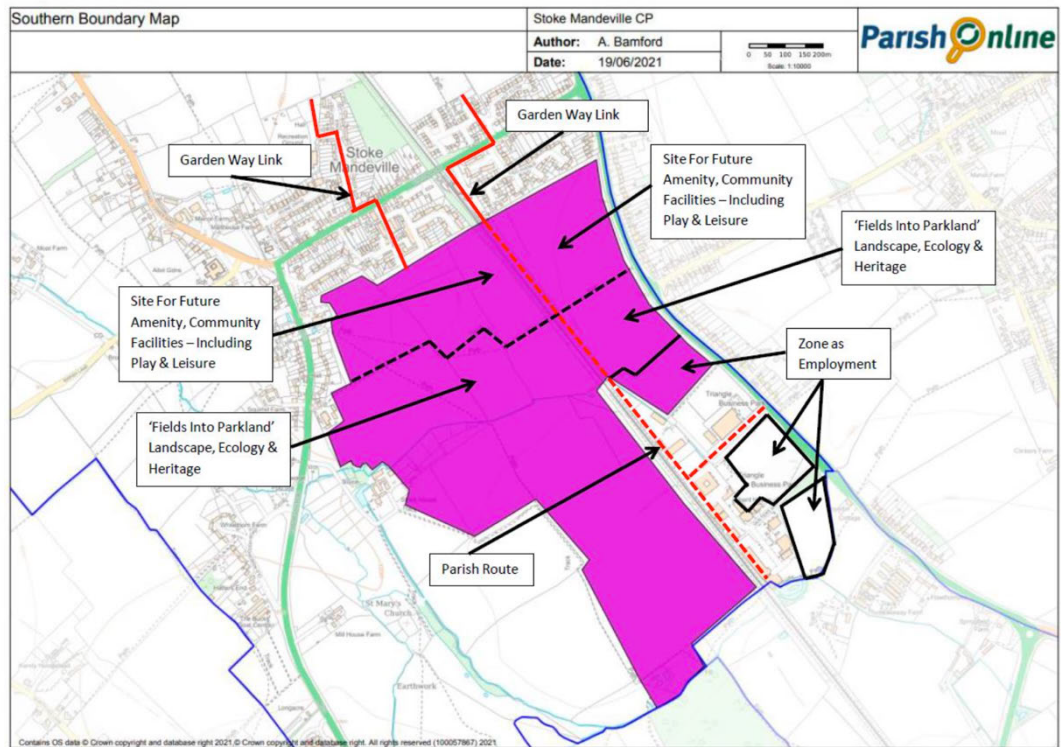 Southern Boundary Map
Stoke Mandeville CP
Author: A. Bamford
Date: 19/06/2021
0 50 100 150 200m
Scale: 1:10000
Parish Online
Garden Way Link
Garden Way Link
Site For Future
Amenity, Community
Facilities – Including
Play & Leisure
'Fields Into Parkland'
Landscape, Ecology &
Heritage
Site For Future
Amenity, Community
Facilities – Including
Play & Leisure
Zone as
Employment
'Fields Into Parkland'
Landscape, Ecology &
Heritage
Parish Route
Stoke
Mandeville
Triangle
Business Park
Triangle
Business Park
St Mary's
Church
Mill House Farm
Earthwork
Track
Contains OS data © Crown copyright and database right 2021.© Crown copyright and database right. All rights reserved (100057867) 2021